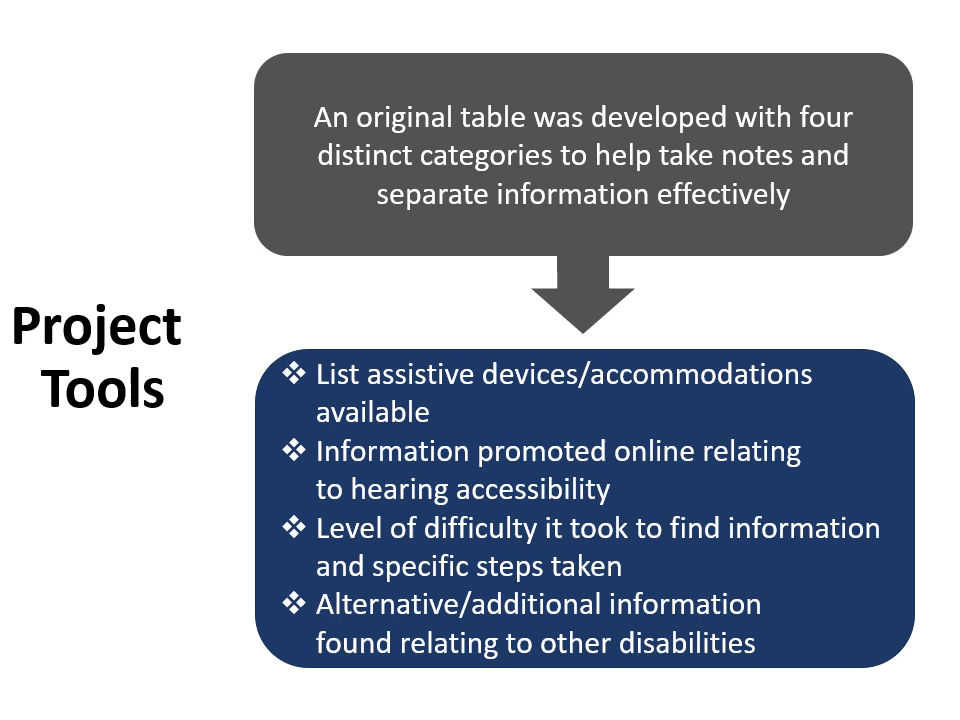 Project
Tools
An original table was developed with four
distinct categories to help take notes and
separate information effectively
❖ List assistive devices/accommodations
available
❖ Information promoted online relating
to hearing accessibility
❖ Level of difficulty it took to find information
and specific steps taken
❖ Alternative/additional information
found relating to other disabilities